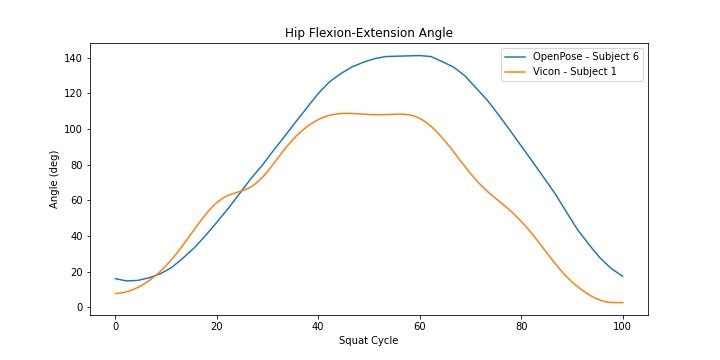 Hip Flexion-Extension Angle
OpenPose - Subject 6
Vicon - Subject 1
140
120
100
80
60
40
20
0
Angle (deg)
0 20 40 60 80 100
Squat Cycle